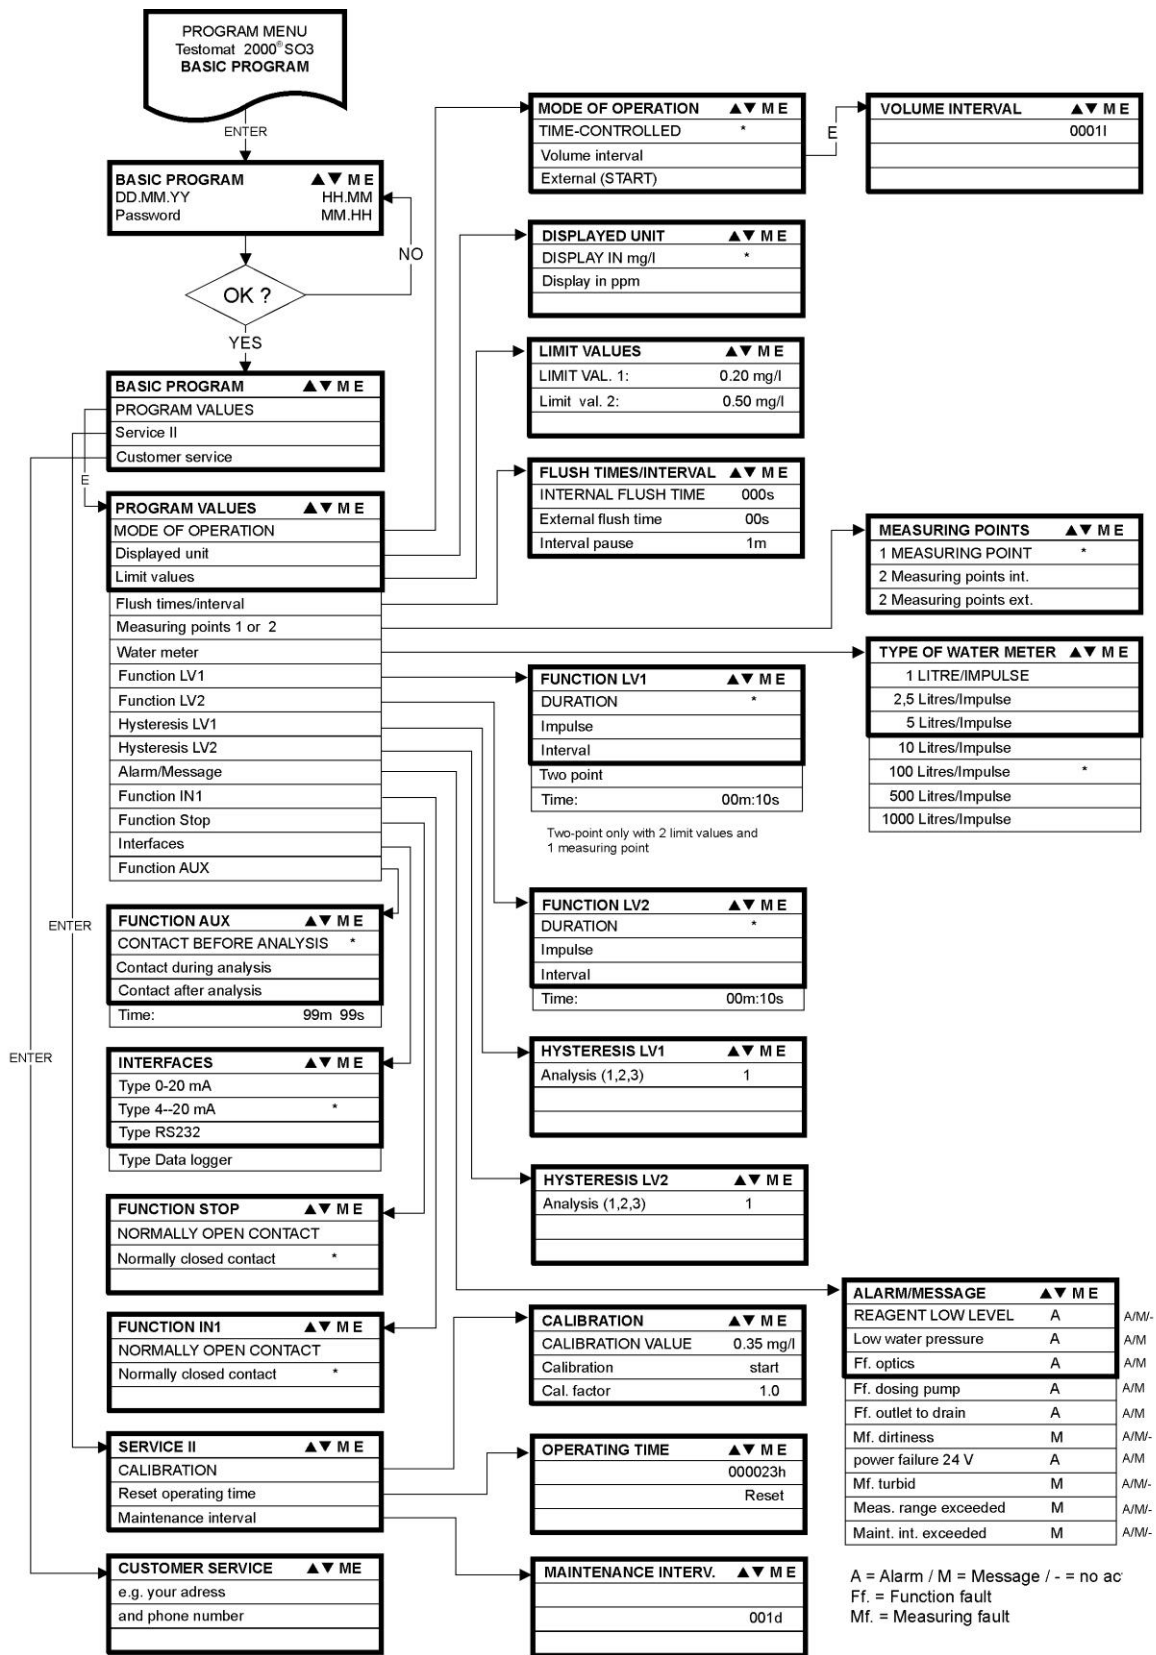 PROGRAM MENU
Testomat 2000® SO3
BASIC PROGRAM
ENTER
BASIC PROGRAM ▲▼ M E
DD.MM.YY HH.MM
Password MM.HH
NO
OK ?
YES
BASIC PROGRAM ▲▼ M E
PROGRAM VALUES
Service II
Customer service
E
PROGRAM VALUES ▲▼ M E
MODE OF OPERATION
Displayed unit
Limit values
Flush times/interval
Measuring points 1 or 2
Water meter
Function LV1
Function LV2
Hysteresis LV1
Hysteresis LV2
Alarm/Message
Function IN1
Function Stop
Interfaces
Function AUX
ENTER
ENTER
FUNCTION AUX ▲▼ M E
CONTACT BEFORE ANALYSIS *
Contact during analysis
Contact after analysis
Time: 99m 99s
INTERFACES ▲▼ M E
Type 0-20 mA
Type 4--20 mA *
Type RS232
Type Data logger
FUNCTION STOP ▲▼ M E
NORMALLY OPEN CONTACT
Normally closed contact *
FUNCTION IN1 ▲▼ M E
NORMALLY OPEN CONTACT
Normally closed contact *
SERVICE II ▲▼ M E
CALIBRATION
Reset operating time
Maintenance interval
CUSTOMER SERVICE ▲▼ ME
e.g. your adress
and phone number
MODE OF OPERATION ▲▼ M E
TIME-CONTROLLED *
Volume interval
External (START)
E
VOLUME INTERVAL ▲▼ M E
0001l
DISPLAYED UNIT ▲▼ M E
DISPLAY IN mg/l *
Display in ppm
LIMIT VALUES ▲▼ M E
LIMIT VAL. 1: 0.20 mg/l
Limit val. 2: 0.50 mg/l
FLUSH TIMES/INTERVAL ▲▼ M E
INTERNAL FLUSH TIME 000s
External flush time 00s
Interval pause 1m
MEASURING POINTS ▲▼ M E
1 MEASURING POINT *
2 Measuring points int.
2 Measuring points ext.
TYPE OF WATER METER ▲▼ M E
1 LITRE/IMPULSE
2,5 Litres/Impulse
5 Litres/Impulse
10 Litres/Impulse
100 Litres/Impulse *
500 Litres/Impulse
1000 Litres/Impulse
FUNCTION LV1 ▲▼ M E
DURATION *
Impulse
Interval
Two point
Time: 00m:10s
Two-point only with 2 limit values and
1 measuring point
FUNCTION LV2 ▲▼ M E
DURATION *
Impulse
Interval
Time: 00m:10s
HYSTERESIS LV1 ▲▼ M E
Analysis (1,2,3) 1
HYSTERESIS LV2 ▲▼ M E
Analysis (1,2,3) 1
CALIBRATION ▲▼ M E
CALIBRATION VALUE 0.35 mg/l
Calibration start
Cal. factor 1.0
OPERATING TIME ▲▼ M E
000023h
Reset
MAINTENANCE INTERV. ▲▼ M E
001d
ALARM/MESSAGE ▲▼ M E
REAGENT LOW LEVEL A A/M/-
Low water pressure A A/M
Ff. optics A A/M
Ff. dosing pump A A/M
Ff. outlet to drain A A/M
Mf. dirtiness M A/M/-
power failure 24 V A A/M
Mf. turbid M A/M/-
Meas. range exceeded M A/M/-
Maint. int. exceeded M A/M/-
A = Alarm / M = Message / - = no ac
Ff. = Function fault
Mf. = Measuring fault